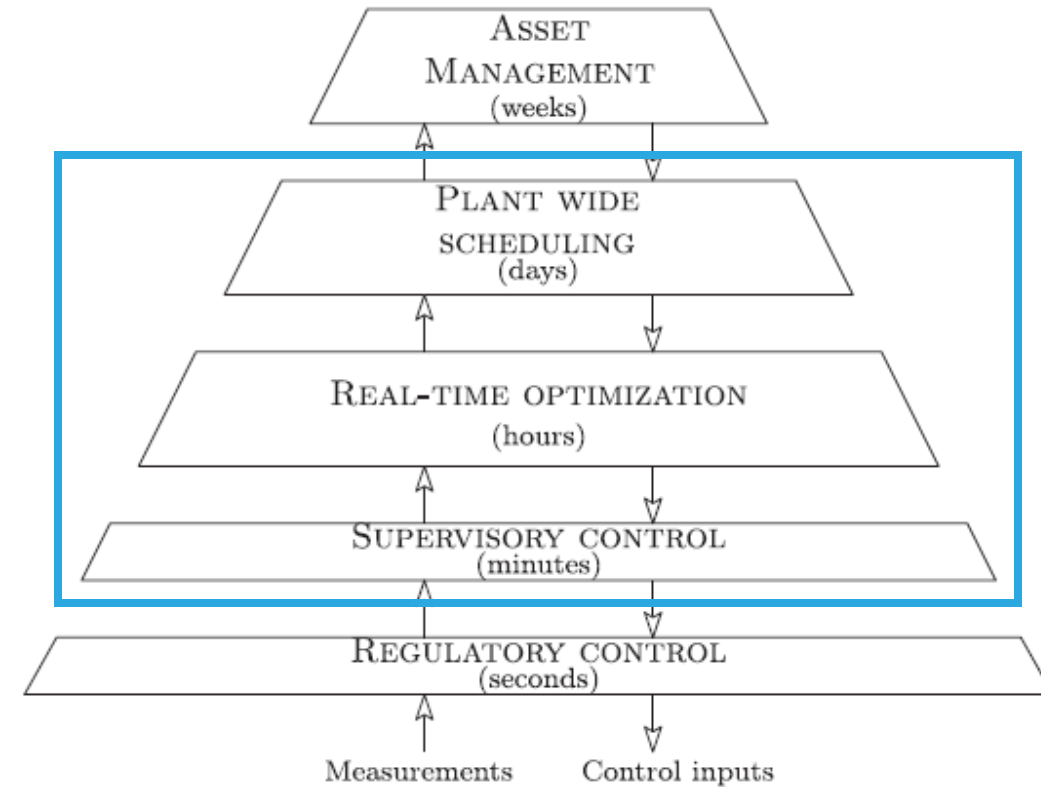 ASSET
MANAGEMENT
(weeks)
PLANT WIDE
SCHEDULING
(days)
REAL-TIME OPTIMIZATION
(hours)
SUPERVISORY CONTROL
(minutes)
REGULATORY CONTROL
(seconds)
Measurements Control inputs